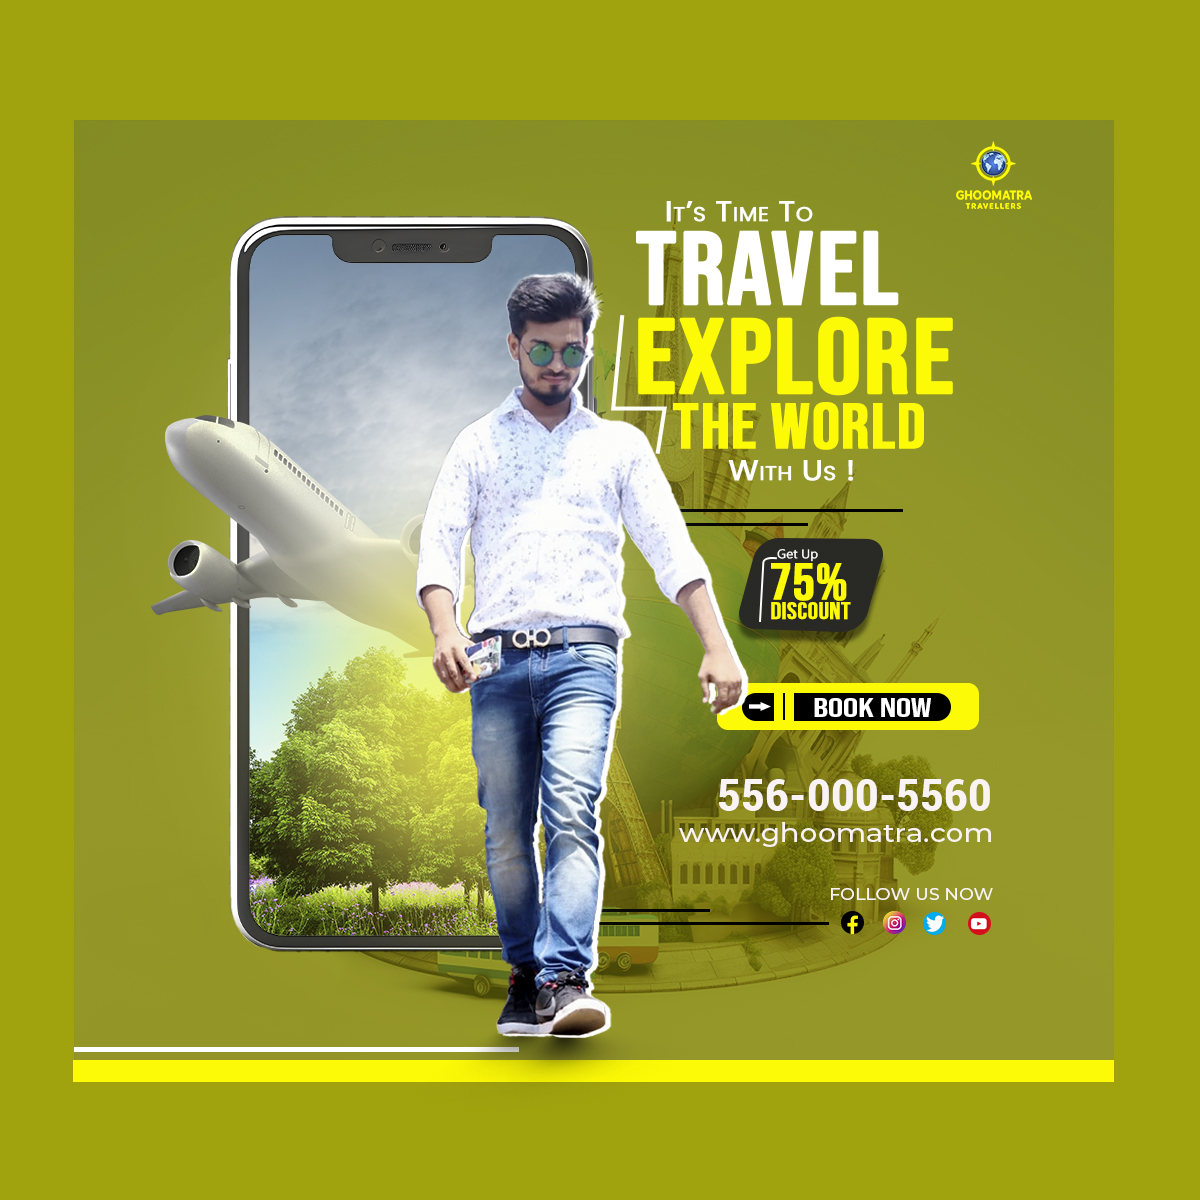 GHOOMATRA
TRAVELLERS
It's Time To
TRAVEL
EXPLORE
THE WORLD
With Us !
Get Up
75%
DISCOUNT
BOOK NOW
556-000-5560
www.ghoomatra.com
FOLLOW US NOW